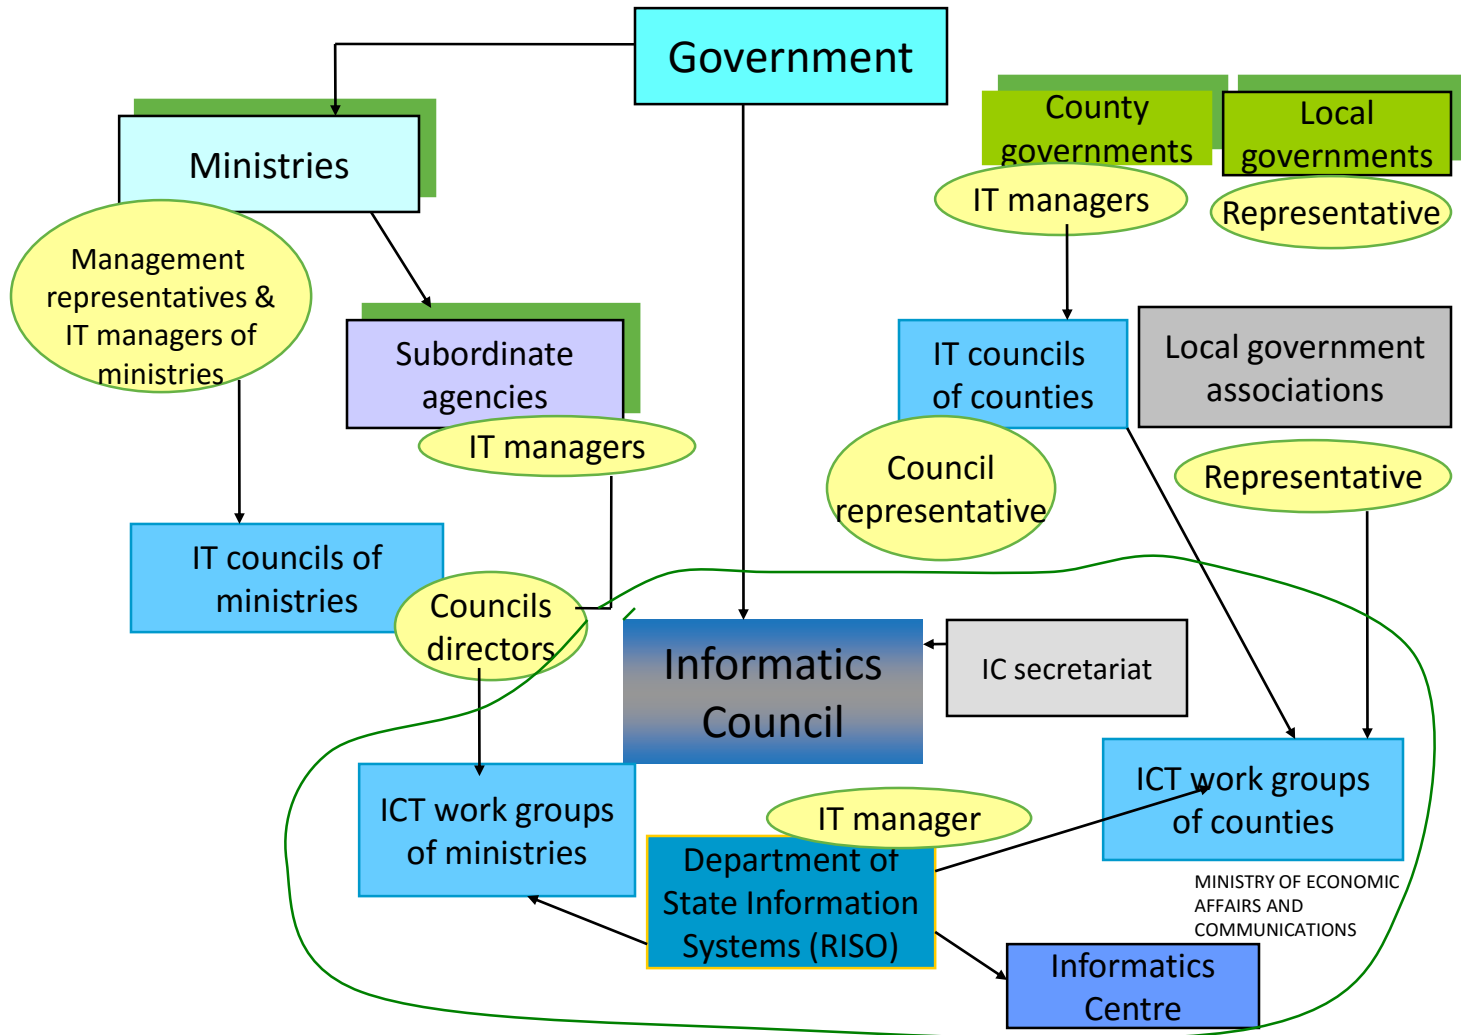 Government
County
governments
Local
governments
Ministries
IT managers
Representative
Management
representatives &
IT managers of
ministries
Subordinate
agencies
IT managers
IT councils
of counties
Local government
associations
Council
representative
Representative
IT councils of
ministries
Councils
directors
Informatics
Council
IC secretariat
ICT work groups
of ministries
IT manager
ICT work groups
of counties
Department of
State Information
Systems (RISO)
MINISTRY OF ECONOMIC
AFFAIRS AND
COMMUNICATIONS
Informatics
Centre